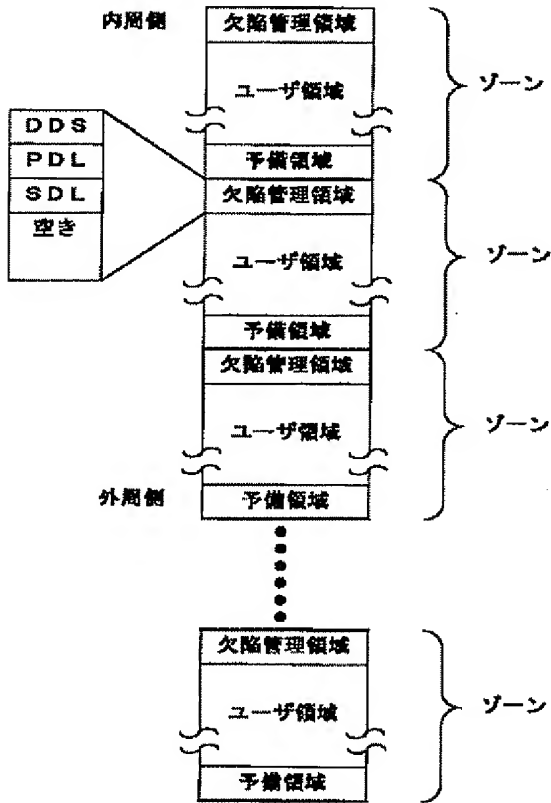 内周側
欠陥管理領域
ユーザ領域
ゾーン
予備領域
DDS
PDL
SDL
空き
欠陥管理領域
ユーザ領域
ゾーン
予備領域
欠陥管理領域
ユーザ領域
ゾーン
外周側
予備領域
欠陥管理領域
ユーザ領域
ゾーン
予備領域